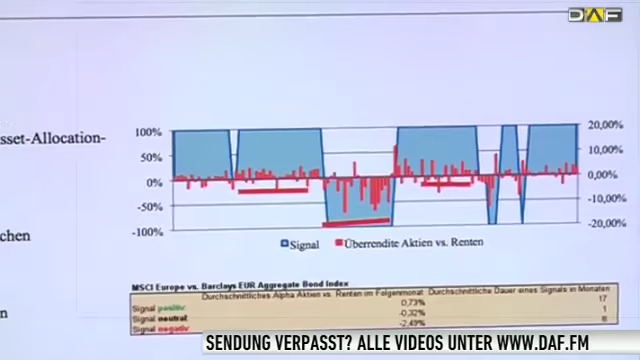 DAF
sset-Allocation-
chen
n
100%
50%
0%
-50%
-100%
20,00%
10,00%
0,00%
-10,00%
-20,00%
Signal
Überrendite Aktien vs. Renten
MSCI Europe vs. Barclays EUR Aggregate Bond Index
Durchschnittliches Alpha Aktien vs. Renten im Folgemonat Durchschnittliche Dauer eines Signals in Monaten
Signal positiv: 0,73% 17
Signal neutral: -0,32% 1
Signal negativ: -2,49% 8
SENDUNG VERPASST? ALLE VIDEOS UNTER WWW.DAF.FM